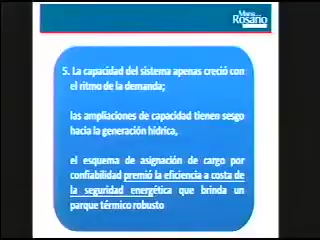 Maria del
Rosario
5. La capacidad del sistema apenas creció con
el ritmo de la demanda;
las ampliaciones de capacidad tienen sesgo
hacia la generación hídrica,
el esquema de asignación de cargo por
confiabilidad premió la eficiencia a costa de
la seguridad energética que brinda un
parque térmico robusto